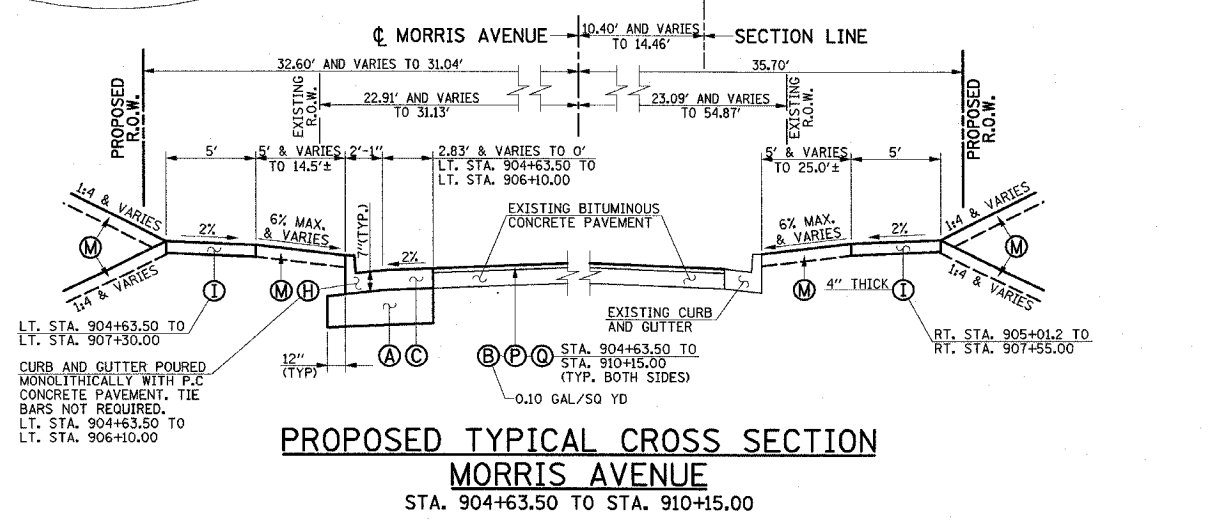 ℄ MORRIS AVENUE
10.40' AND VARIES
TO 14.46'
SECTION LINE
32.60' AND VARIES TO 31.04'
35.70'
PROPOSED
R.O.W.
EXISTING
R.O.W.
22.91' AND VARIES
TO 31.13'
23.09' AND VARIES
TO 54.87'
EXISTING
R.O.W.
PROPOSED
R.O.W.
5'
5' & VARIES
TO 14.5'±
2'-1"
2.83' & VARIES TO 0'
LT. STA. 904+63.50 TO
LT. STA. 906+10.00
5' & VARIES
TO 25.0'±
5'
1:4 & VARIES
M
1:4 & VARIES
2%
6% MAX.
& VARIES
7"(TYP.)
2%
EXISTING BITUMINOUS
CONCRETE PAVEMENT
6% MAX.
& VARIES
2%
1:4 & VARIES
M
1:4 & VARIES
I
M
H
M
4" THICK
I
EXISTING CURB
AND GUTTER
LT. STA. 904+63.50 TO
LT. STA. 907+30.00
RT. STA. 905+01.2 TO
RT. STA. 907+55.00
CURB AND GUTTER POURED
MONOLITHICALLY WITH P.C
CONCRETE PAVEMENT. TIE
BARS NOT REQUIRED.
LT. STA. 904+63.50 TO
LT. STA. 906+10.00
12"
(TYP)
A C
B P Q
STA. 904+63.50 TO
STA. 910+15.00
(TYP. BOTH SIDES)
0.10 GAL/SQ YD
PROPOSED TYPICAL CROSS SECTION
MORRIS AVENUE
STA. 904+63.50 TO STA. 910+15.00